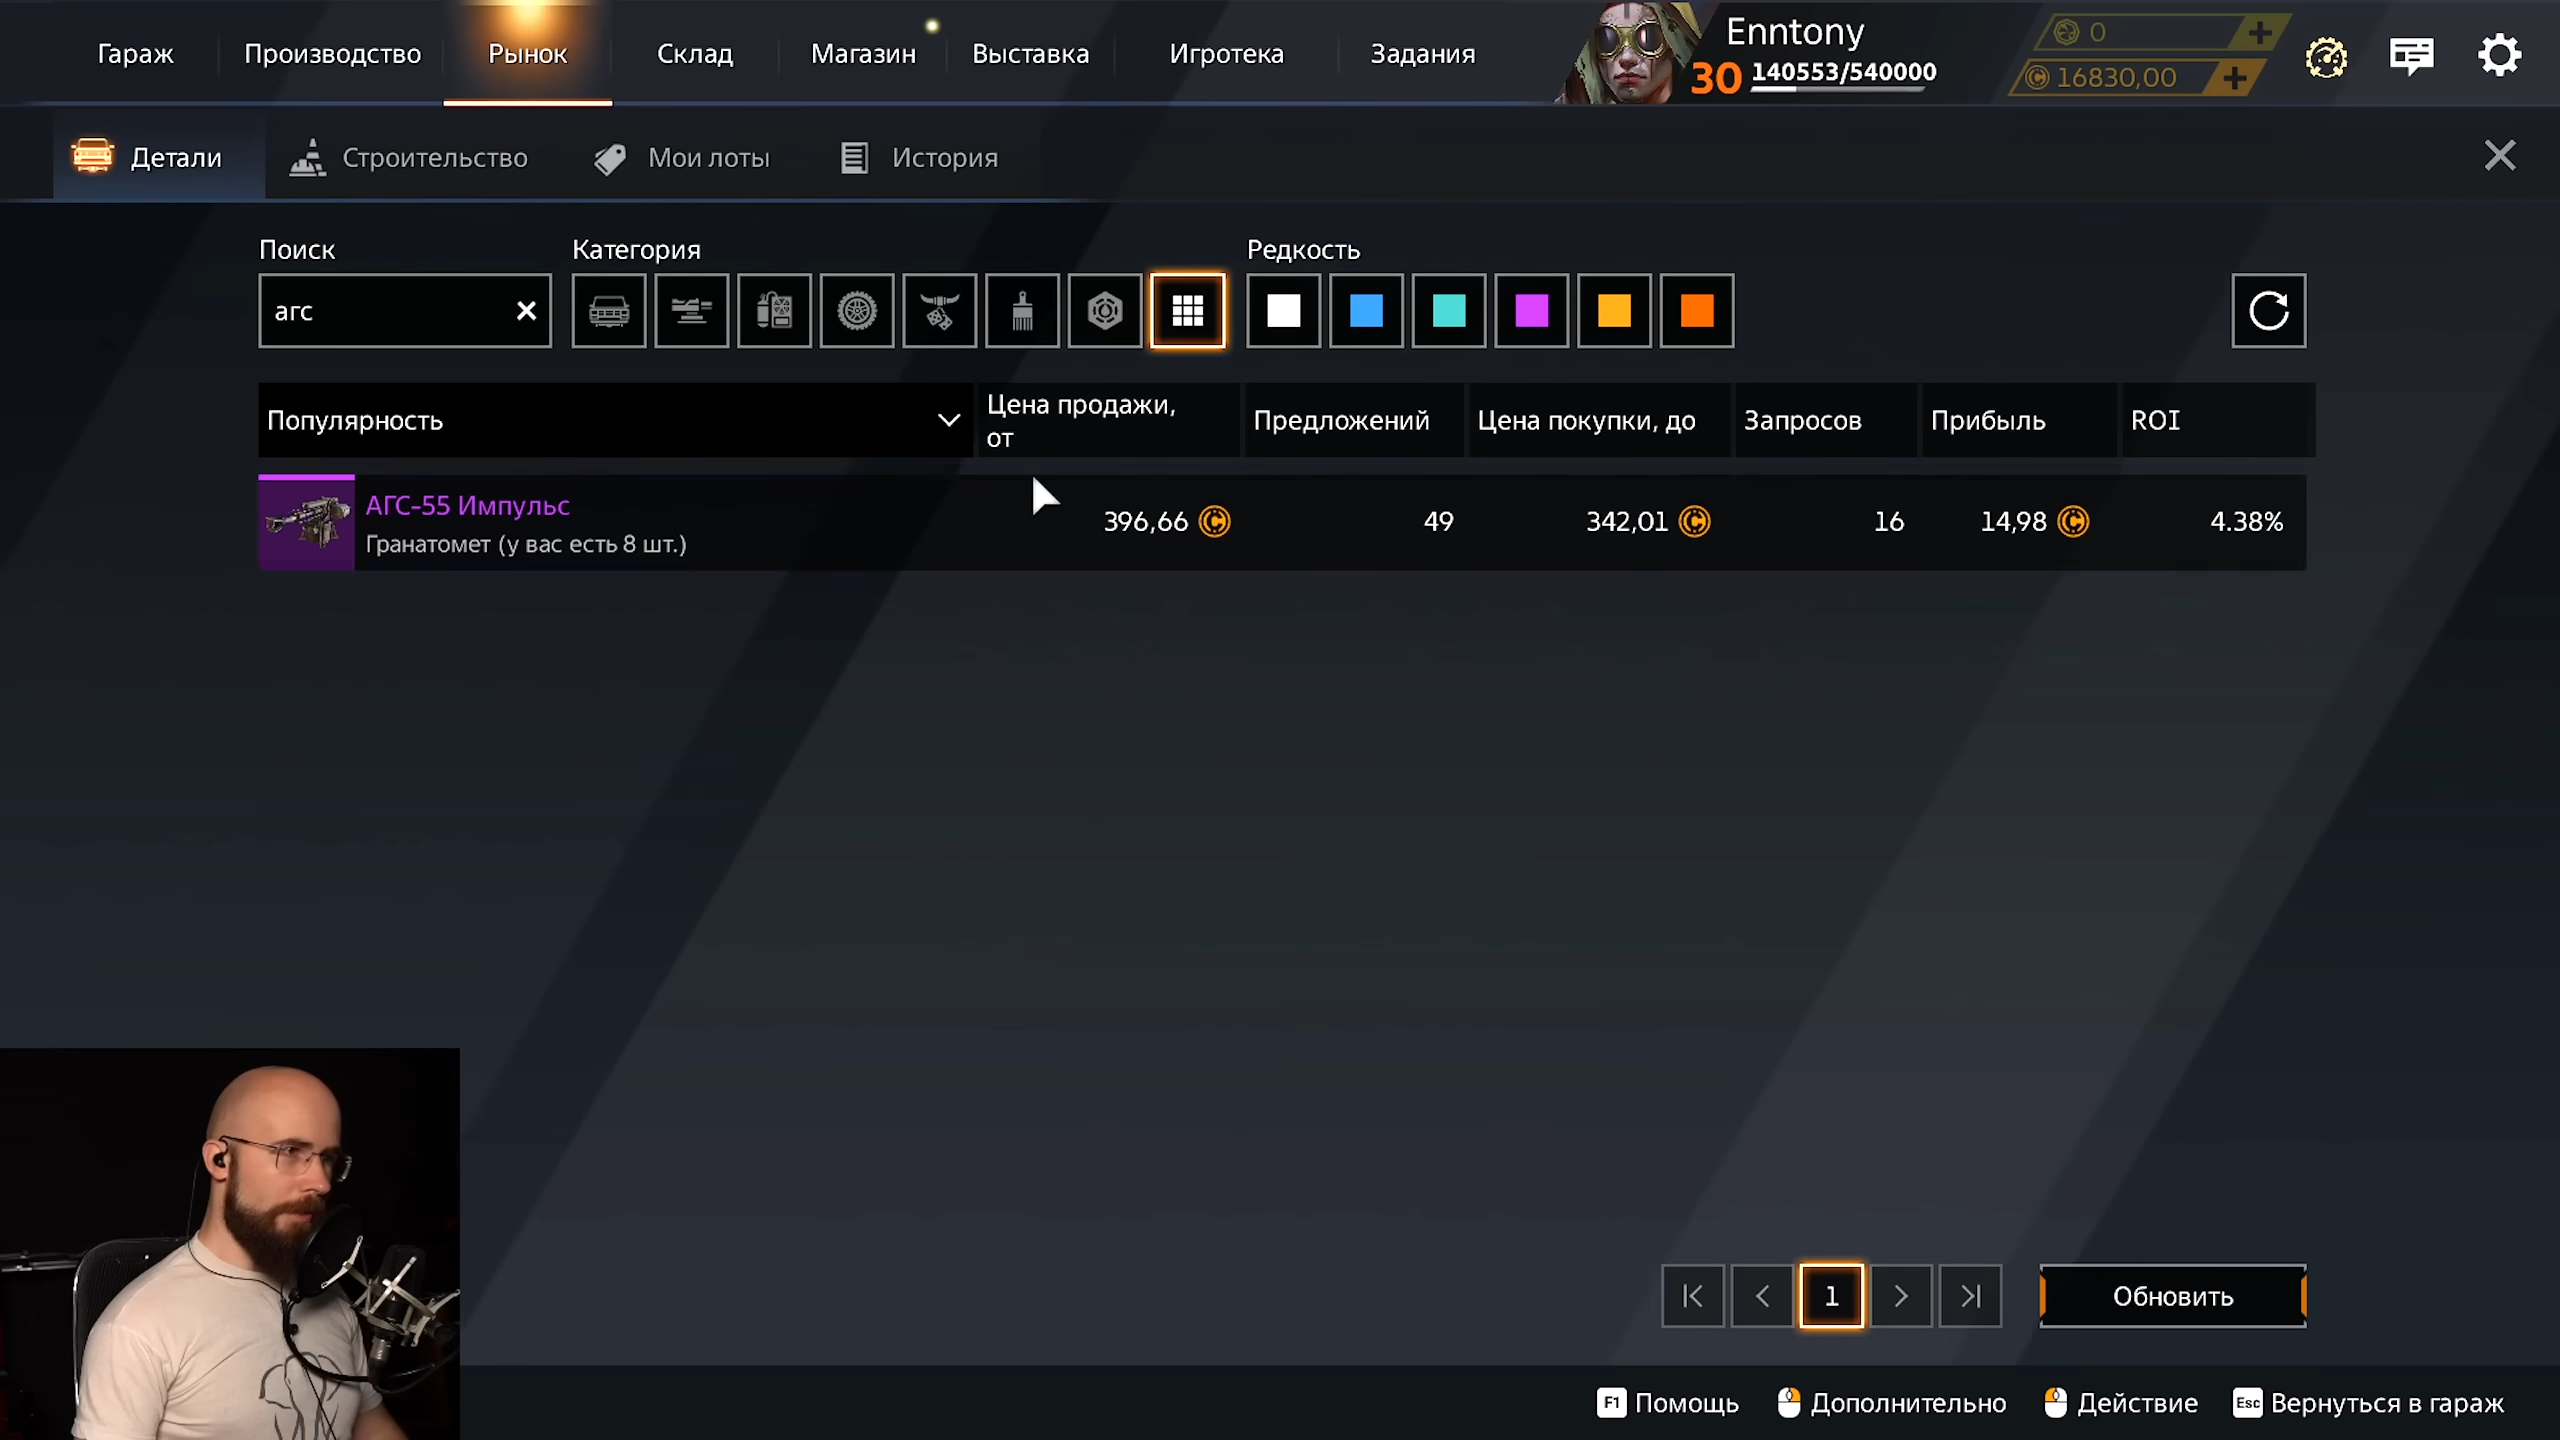 Гараж
Производство
Рынок
Склад
Магазин
Выставка
Игротека
Задания
Enntony
30 140553/540000
0
16830,00
Детали
Строительство
Мои лоты
История
Поиск
Категория
Редкость
агс
Популярность
Цена продажи,
от
Предложений
Цена покупки, до
Запросов
Прибыль
ROI
АГС-55 Импульс
Гранатомет (у вас есть 8 шт.)
396,66
49
342,01
16
14,98
4.38%
1
Обновить
F1 Помощь
Дополнительно
Действие
Esc Вернуться в гараж